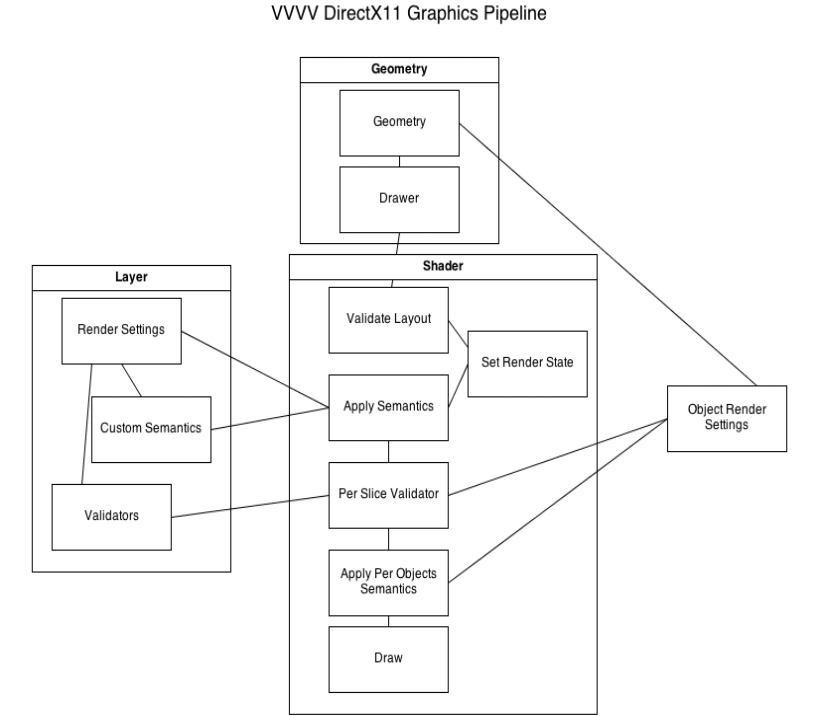 VVVV DirectX11 Graphics Pipeline
Geometry
Geometry
Drawer
Layer
Render Settings
Custom Semantics
Validators
Shader
Validate Layout
Set Render State
Apply Semantics
Per Slice Validator
Apply Per Objects
Semantics
Draw
Object Render
Settings